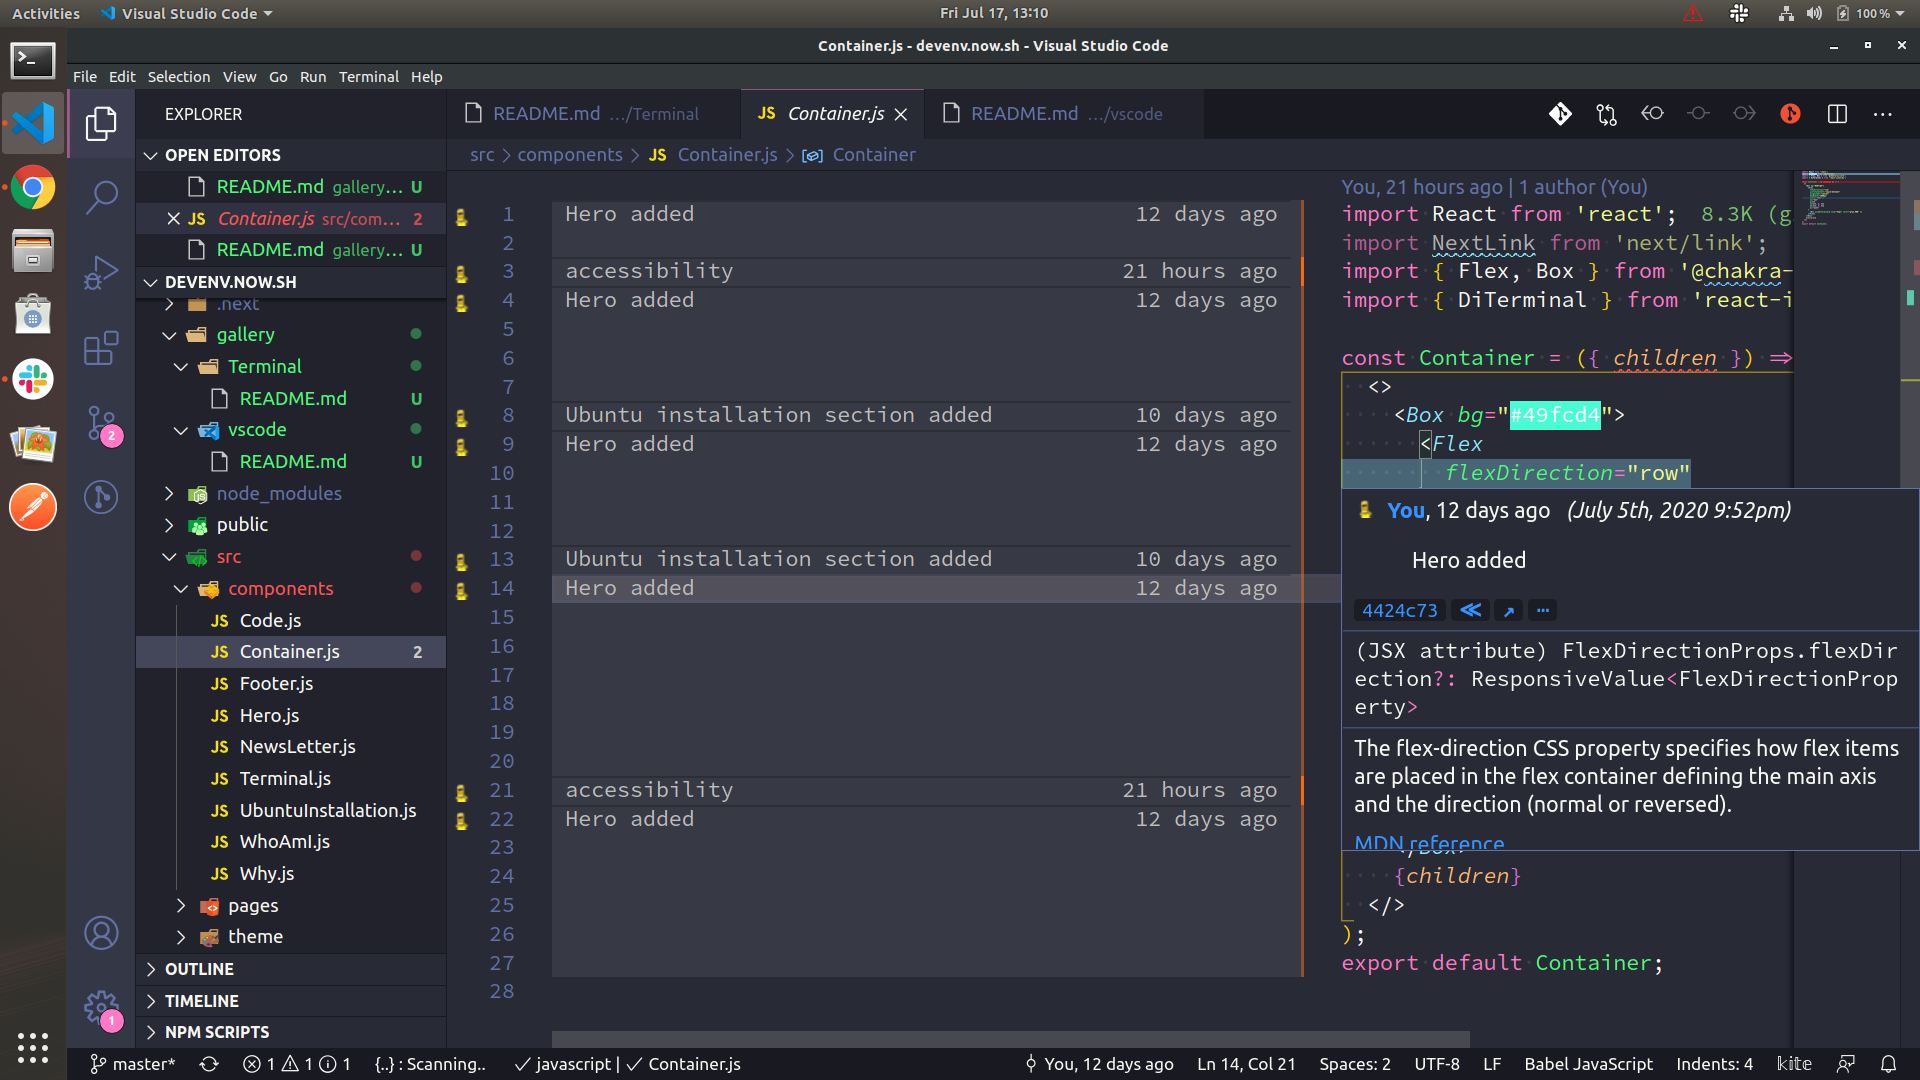 Activities
Visual Studio Code
Fri Jul 17, 13:10
100 %
Container.js - devenv.now.sh - Visual Studio Code
File Edit Selection View Go Run Terminal Help
EXPLORER
OPEN EDITORS
README.md gallery... U
Container.js src/com... 2
README.md gallery... U
DEVENV.NOW.SH
.next
gallery
Terminal
README.md U
vscode
README.md U
node_modules
public
src
components
JS Code.js
JS Container.js 2
JS Footer.js
JS Hero.js
JS NewsLetter.js
JS Terminal.js
JS UbuntuInstallation.js
JS WhoAmI.js
JS Why.js
pages
theme
OUTLINE
TIMELINE
NPM SCRIPTS
2
1
README.md .../Terminal
JS Container.js
README.md .../vscode
src > components > JS Container.js > Container
1 Hero added 12 days ago
2
3 accessibility 21 hours ago
4 Hero added 12 days ago
5
6
7
8 Ubuntu installation section added 10 days ago
9 Hero added 12 days ago
10
11
12
13 Ubuntu installation section added 10 days ago
14 Hero added 12 days ago
15
16
17
18
19
20
21 accessibility 21 hours ago
22 Hero added 12 days ago
23
24
25
26
27
28
You, 21 hours ago | 1 author (You)
import React from 'react'; 8.3K (g
import NextLink from 'next/link';
import { Flex, Box } from '@chakra-
import { DiTerminal } from 'react-i
const Container = ({ children }) =>
<>
<Box bg="#49fcd4">
<Flex
flexDirection="row"
You, 12 days ago (July 5th, 2020 9:52pm)
Hero added
4424c73
(JSX attribute) FlexDirectionProps.flexDir
ection?: ResponsiveValue<FlexDirectionProp
erty>
The flex-direction CSS property specifies how flex items
are placed in the flex container defining the main axis
and the direction (normal or reversed).
MDN reference
</Box>
{children}
</>
);
export default Container;
master*
1 1 1
{..} : Scanning..
javascript | Container.js
You, 12 days ago
Ln 14, Col 21
Spaces: 2
UTF-8
LF
Babel JavaScript
Indents: 4
kite